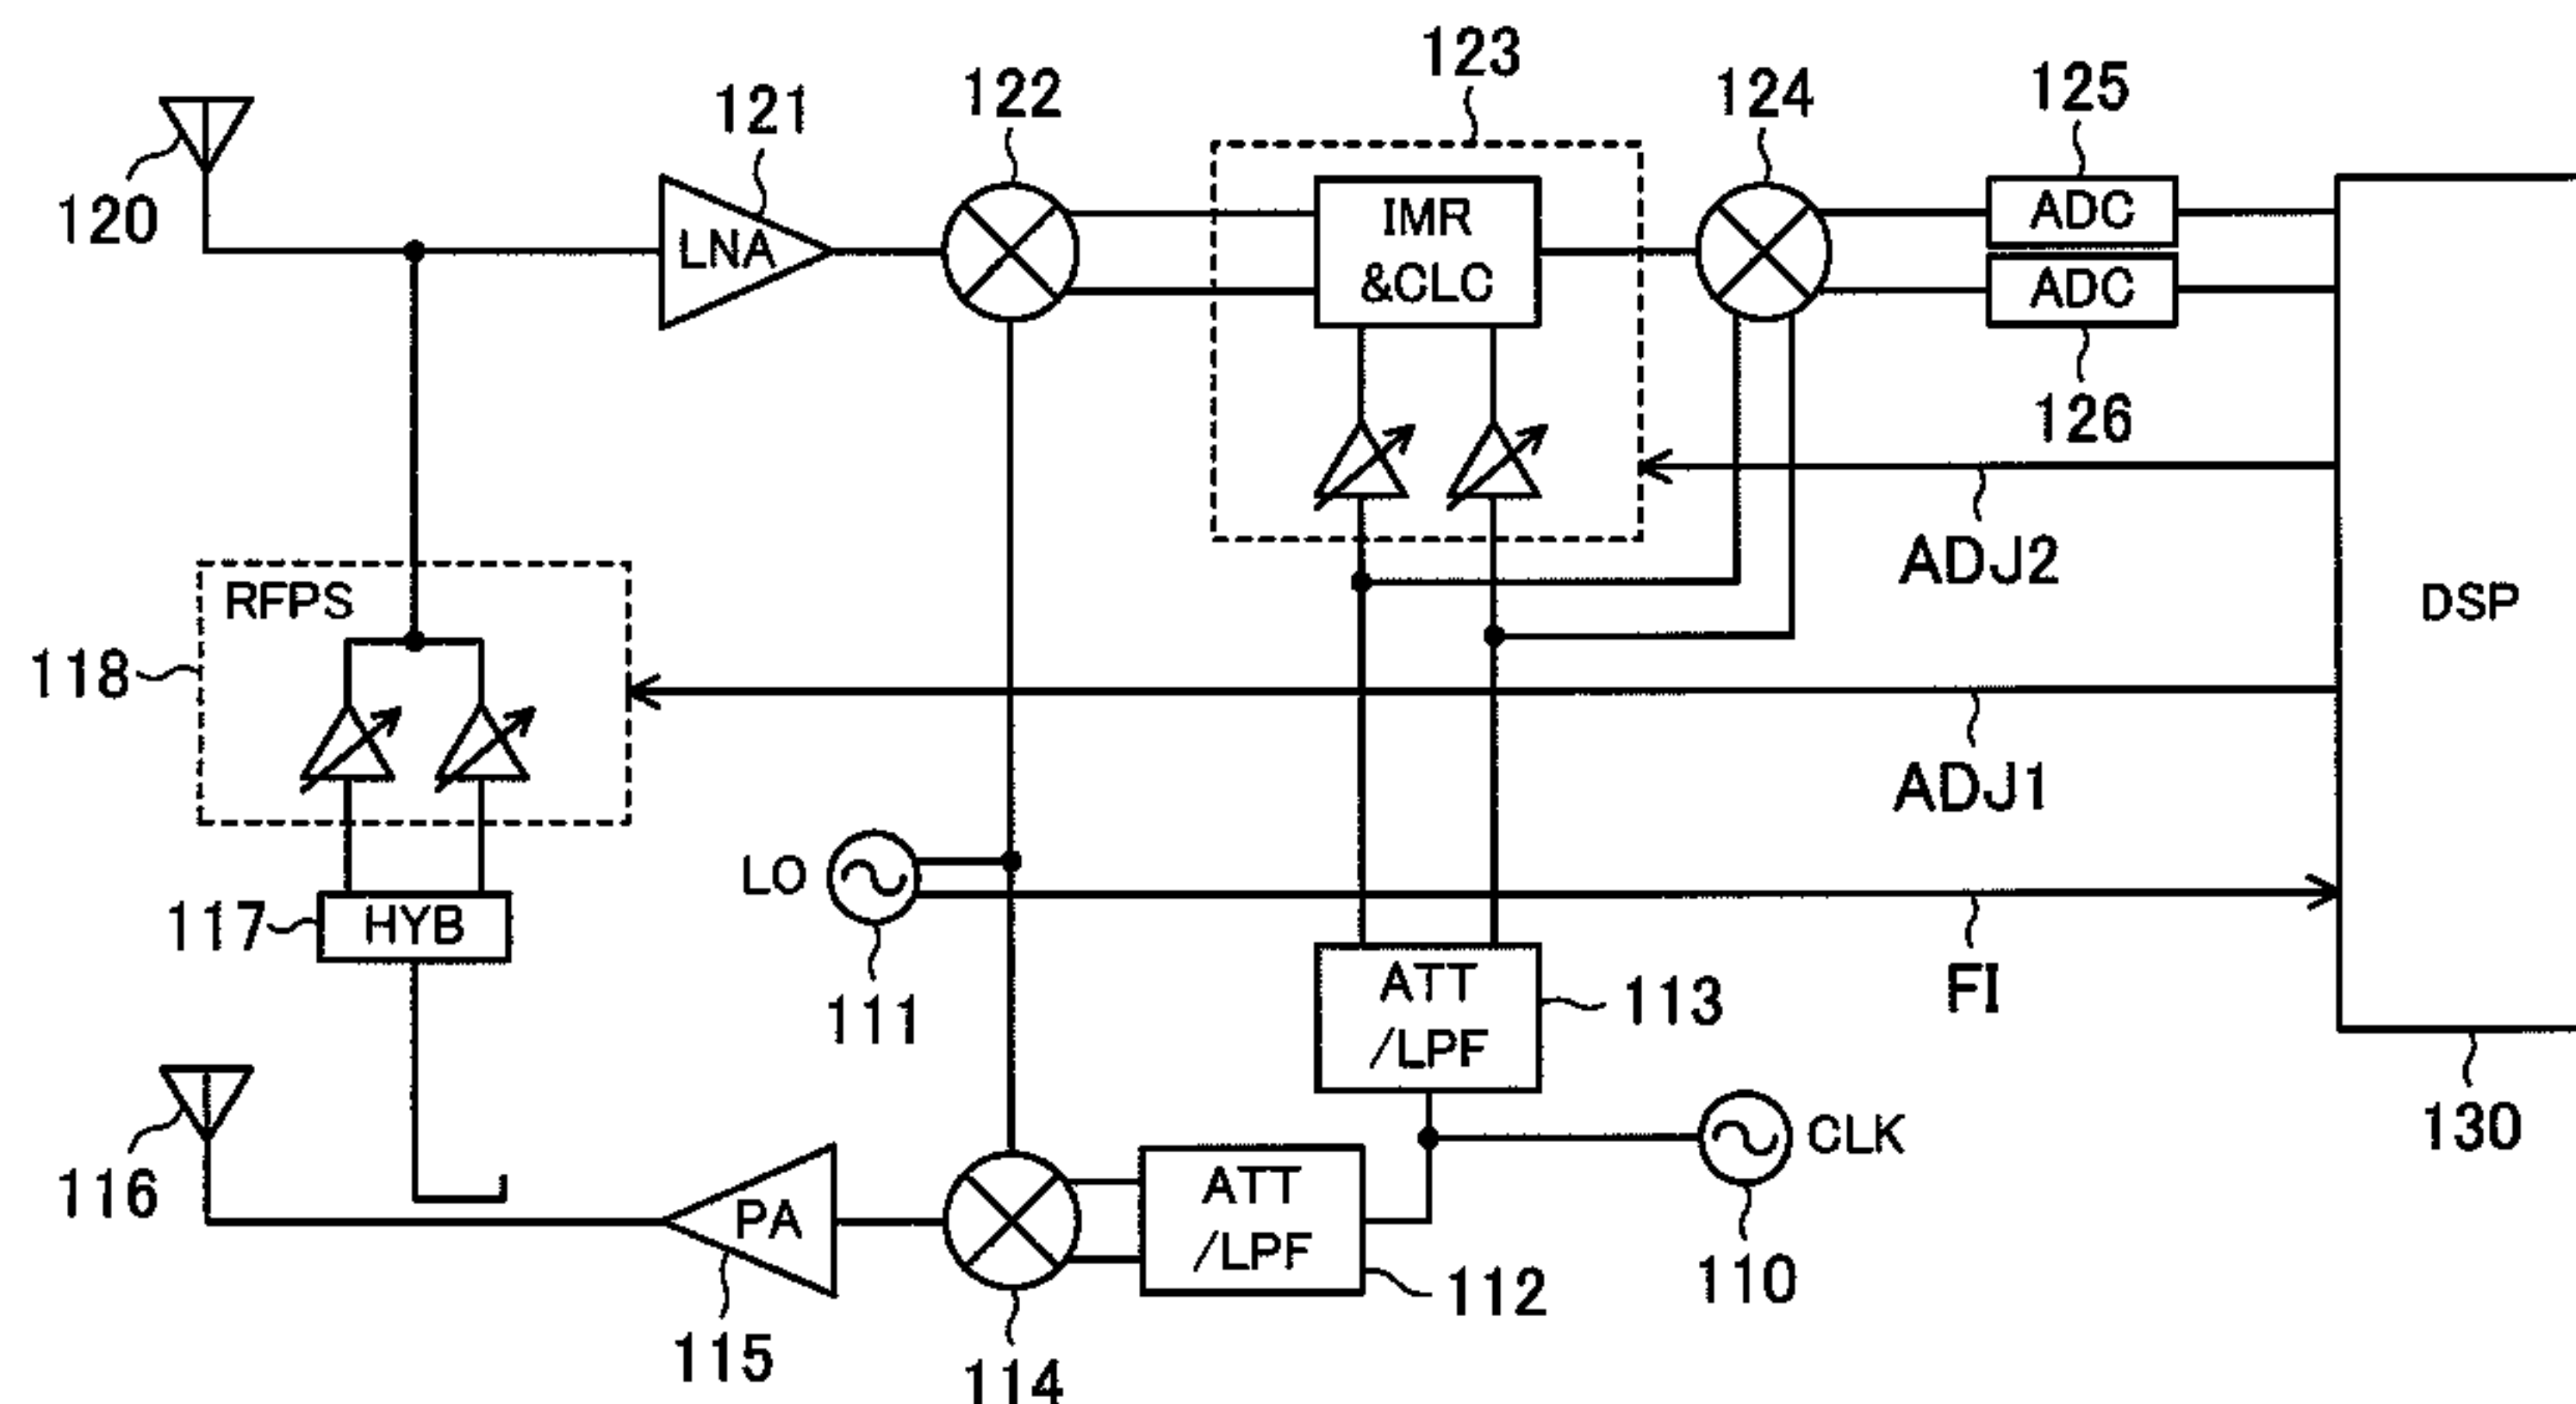 123
122
124
125
121
120
LNA
IMR
&CLC
ADC
ADC
126
ADJ2
RFPS
DSP
118
ADJ1
LO
117
HYB
111
FI
ATT
/LPF
113
116
PA
ATT
/LPF
CLK
130
110
112
115
114